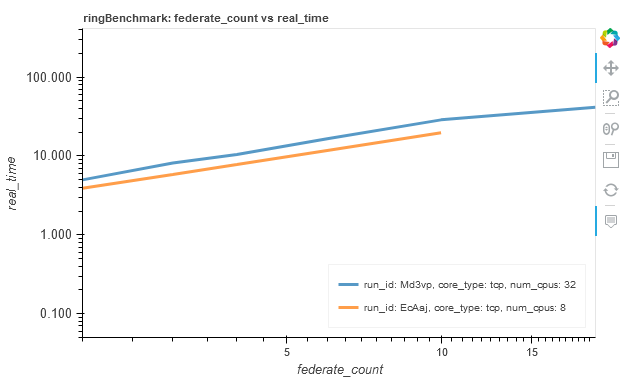 ringBenchmark: federate_count vs real_time
100.000
10.000
1.000
0.100
real_time
5
10
15
federate_count
run_id: Md3vp, core_type: tcp, num_cpus: 32
run_id: EcAaj, core_type: tcp, num_cpus: 8